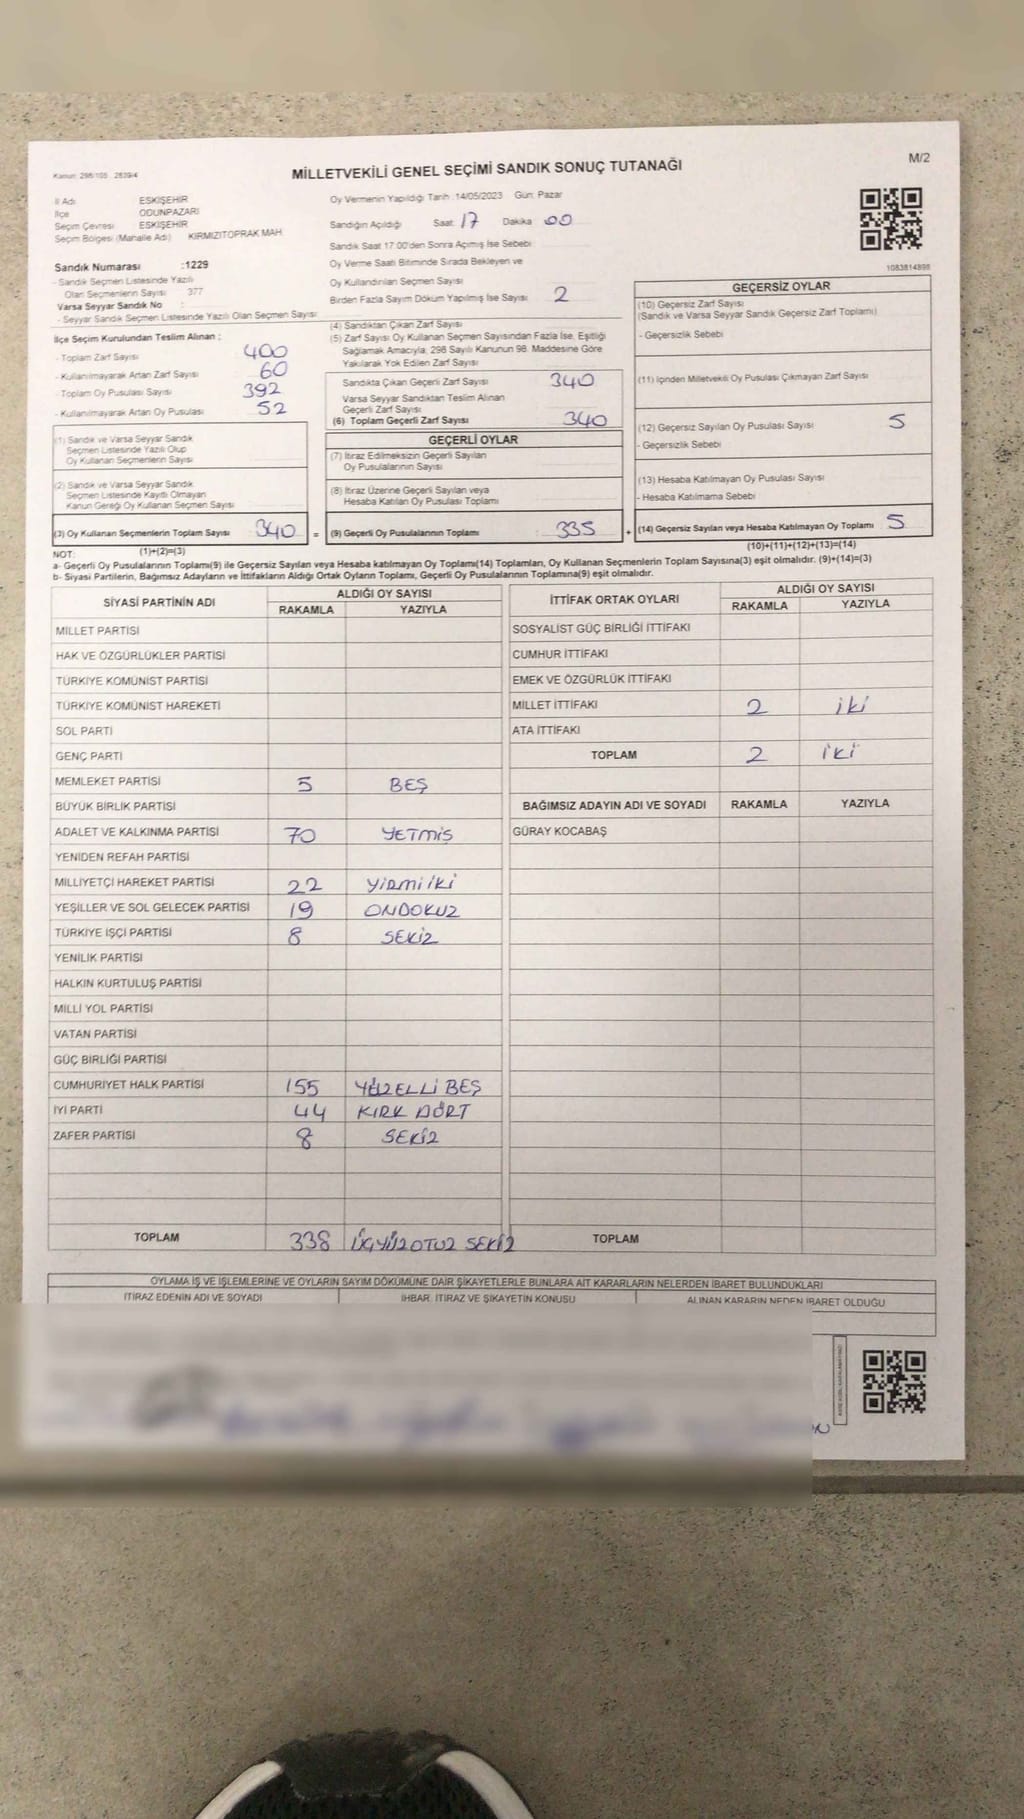 M/2
Kanun: 298/105 . 2839/4
MİLLETVEKİLİ GENEL SEÇİMİ SANDIK SONUÇ TUTANAĞI
İl Adı ESKİŞEHİR
İlçe ODUNPAZARI
Seçim Çevresi ESKİŞEHİR
Seçim Bölgesi (Mahalle Adı) KIRMIZITOPRAK MAH.
Sandık Numarası :1229
- Sandık Seçmen Listesinde Yazılı
Olan Seçmenlerin Sayısı 377
Varsa Seyyar Sandık No :
- Seyyar Sandık Seçmen Listesinde Yazılı Olan Seçmen Sayısı:
Oy Vermenin Yapıldığı Tarih :14/05/2023 Gün: Pazar
Sandığın Açıldığı Saat: 17 Dakika 00
Sandık Saat 17.00'den Sonra Açılmış İse Sebebi
Oy Verme Saati Bitiminde Sırada Bekleyen ve
Oy Kullandırılan Seçmen Sayısı
Birden Fazla Sayım Döküm Yapılmış İse Sayısı 2
1083814898
İlçe Seçim Kurulundan Teslim Alınan :
- Toplam Zarf Sayısı 400
- Kullanılmayarak Artan Zarf Sayısı 60
- Toplam Oy Pusulası Sayısı 392
- Kullanılmayarak Artan Oy Pusulası 52
(1) Sandık ve Varsa Seyyar Sandık
Seçmen Listesinde Yazılı Olup
Oy Kullanan Seçmenlerin Sayısı
(2) Sandık ve Varsa Seyyar Sandık
Seçmen Listesinde Kayıtlı Olmayan
Kanun Gereği Oy Kullanan Seçmen Sayısı
(3) Oy Kullanan Seçmenlerin Toplam Sayısı 340 =
(4) Sandıktan Çıkan Zarf Sayısı
(5) Zarf Sayısı Oy Kullanan Seçmen Sayısından Fazla İse, Eşitliği
Sağlamak Amacıyla, 298 Sayılı Kanunun 98. Maddesine Göre
Yakılarak Yok Edilen Zarf Sayısı
Sandıkta Çıkan Geçerli Zarf Sayısı 340
Varsa Seyyar Sandıktan Teslim Alınan
Geçerli Zarf Sayısı
(6) Toplam Geçerli Zarf Sayısı 340
GEÇERLİ OYLAR
(7) İtiraz Edilmeksizin Geçerli Sayılan
Oy Pusulalarının Sayısı
(8) İtiraz Üzerine Geçerli Sayılan veya
Hesaba Katılan Oy Pusulası Toplamı
(9) Geçerli Oy Pusulalarının Toplamı 335 +
GEÇERSİZ OYLAR
(10) Geçersiz Zarf Sayısı
(Sandık ve Varsa Seyyar Sandık Geçersiz Zarf Toplamı)
- Geçersizlik Sebebi
(11) İçinden Milletvekili Oy Pusulası Çıkmayan Zarf Sayısı
(12) Geçersiz Sayılan Oy Pusulası Sayısı 5
- Geçersizlik Sebebi
(13) Hesaba Katılmayan Oy Pusulası Sayısı
- Hesaba Katılmama Sebebi
(14) Geçersiz Sayılan veya Hesaba Katılmayan Oy Toplamı 5
NOT: (1)+(2)=(3) (10)+(11)+(12)+(13)=(14)
a- Geçerli Oy Pusulaları Toplamı(9) ile Geçersiz Sayılan veya Hesaba katılmayan Oy Toplamı(14) Toplamları, Oy Kullanan Seçmenlerin Toplam Sayısına(3) eşit olmalıdır. (9)+(14)=(3)
b- Siyasi Partilerin, Bağımsız Adayların ve İttifakların Aldığı Ortak Oyların Toplamı, Geçerli Oy Pusulalarının Toplamına(9) eşit olmalıdır.
SİYASİ PARTİNİN ADI ALDIĞI OY SAYISI
RAKAMLA YAZIYLA
MİLLET PARTİSİ
HAK VE ÖZGÜRLÜKLER PARTİSİ
TÜRKİYE KOMÜNİST PARTİSİ
TÜRKİYE KOMÜNİST HAREKETİ
SOL PARTİ
GENÇ PARTİ
MEMLEKET PARTİSİ 5 BEŞ
BÜYÜK BİRLİK PARTİSİ
ADALET VE KALKINMA PARTİSİ 70 YETMİŞ
YENİDEN REFAH PARTİSİ
MİLLİYETÇİ HAREKET PARTİSİ 22 YİRMİ İKİ
YEŞİLLER VE SOL GELECEK PARTİSİ 19 ONDOKUZ
TÜRKİYE İŞÇİ PARTİSİ 8 SEKİZ
YENİLİK PARTİSİ
HALKIN KURTULUŞ PARTİSİ
MİLLİ YOL PARTİSİ
VATAN PARTİSİ
GÜÇ BİRLİĞİ PARTİSİ
CUMHURİYET HALK PARTİSİ 155 YÜZELLİ BEŞ
İYİ PARTİ 44 KIRK DÖRT
ZAFER PARTİSİ 8 SEKİZ
TOPLAM 338 ÜÇYÜZOTUZ SEKİZ
İTTİFAK ORTAK OYLARI ALDIĞI OY SAYISI
RAKAMLA YAZIYLA
SOSYALİST GÜÇ BİRLİĞİ İTTİFAKI
CUMHUR İTTİFAKI
EMEK VE ÖZGÜRLÜK İTTİFAKI
MİLLET İTTİFAKI 2 iki
ATA İTTİFAKI
TOPLAM 2 iki
BAĞIMSIZ ADAYIN ADI VE SOYADI RAKAMLA YAZIYLA
GÜRAY KOCABAŞ
TOPLAM
OYLAMA İŞ VE İŞLEMLERİNE VE OYLARIN SAYIM DÖKÜMÜNE DAİR ŞİKAYETLERLE BUNLARA AİT KARARLARIN NELERDEN İBARET BULUNDUKLARI
İTİRAZ EDENİN ADI VE SOYADI İHBAR, İTİRAZ VE ŞİKAYETİN KONUSU ALINAN KARARIN NEDEN İBARET OLDUĞU